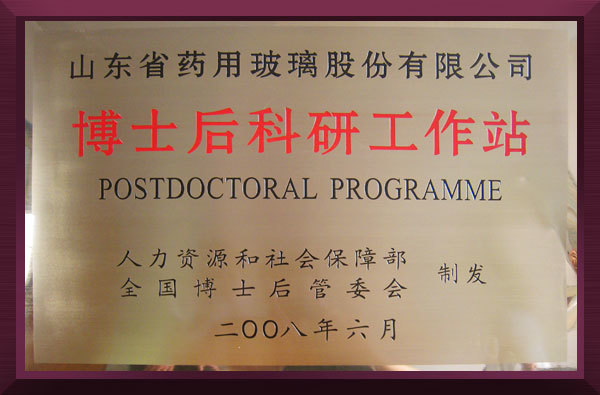 山东省药用玻璃股份有限公司
博士后科研工作站
POSTDOCTORAL PROGRAMME
人力资源和社会保障部
全国博士后管委会
制发
二OO八年六月